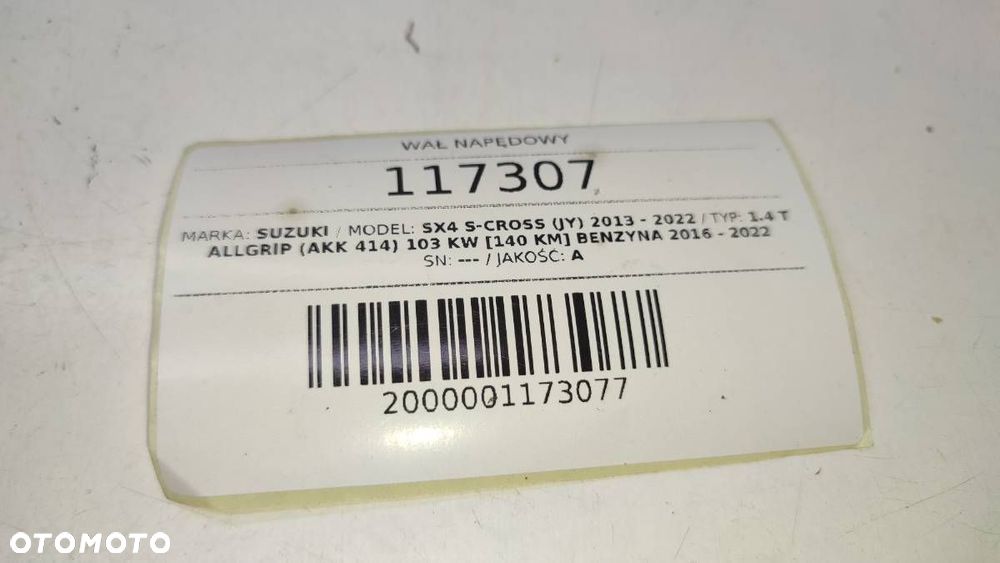 WAŁ NAPĘDOWY
117307
MARKA: SUZUKI / MODEL: SX4 S-CROSS (JY) 2013 - 2022 / TYP: 1.4 T
ALLGRIP (AKK 414) 103 KW [140 KM] BENZYNA 2016 - 2022
SN: --- / JAKOŚĆ: A
2000001173077
OTOMOTO